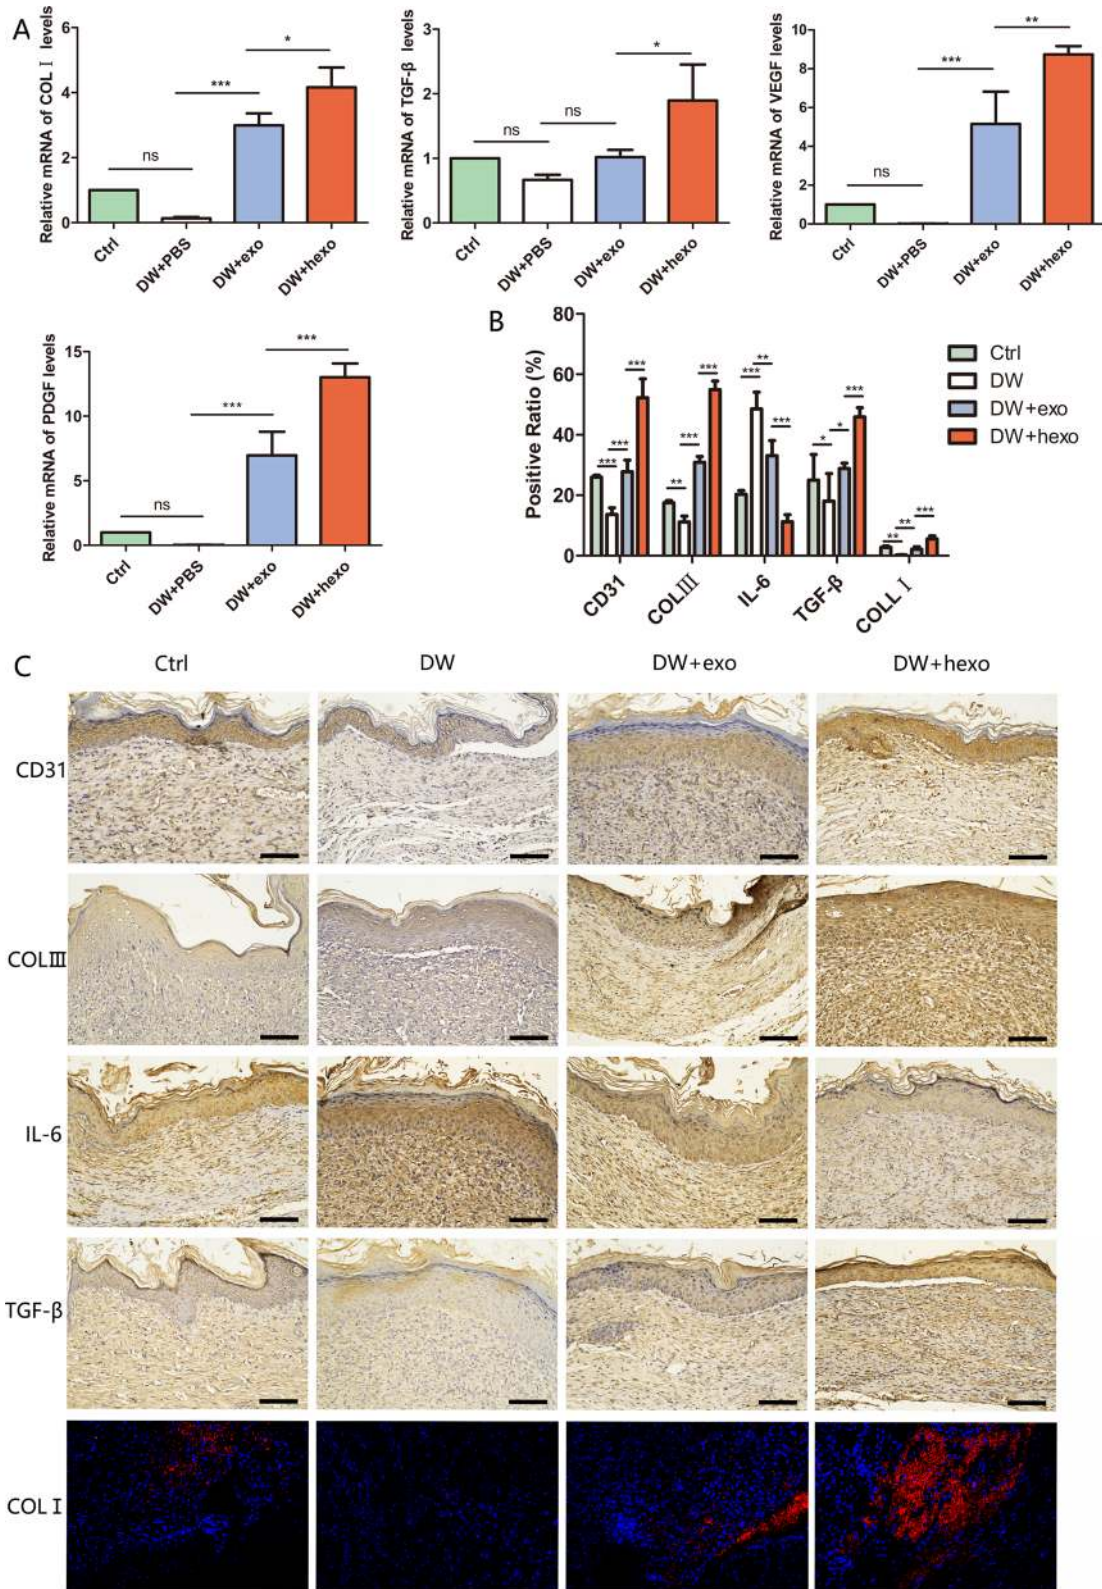 A
Relative mRNA of COL I levels
6
4
2
0
ns
***
*
Ctrl
DW+PBS
DW+exo
DW+hexo
Relative mRNA of TGF-β levels
3
2
1
0
ns
ns
*
Ctrl
DW+PBS
DW+exo
DW+hexo
Relative mRNA of VEGF levels
10
8
6
4
2
0
ns
***
**
Ctrl
DW+PBS
DW+exo
DW+hexo
Relative mRNA of PDGF levels
15
10
5
0
ns
***
***
Ctrl
DW+PBS
DW+exo
DW+hexo
B
Positive Ratio (%)
80
60
40
20
0
*** *** ***
** *** ***
*** ** ***
* * ***
** ** ***
CD31
COLⅢ
IL-6
TGF-β
COLL I
Ctrl
DW
DW+exo
DW+hexo
C
Ctrl DW DW+exo DW+hexo
CD31
COLⅢ
IL-6
TGF-β
COL I